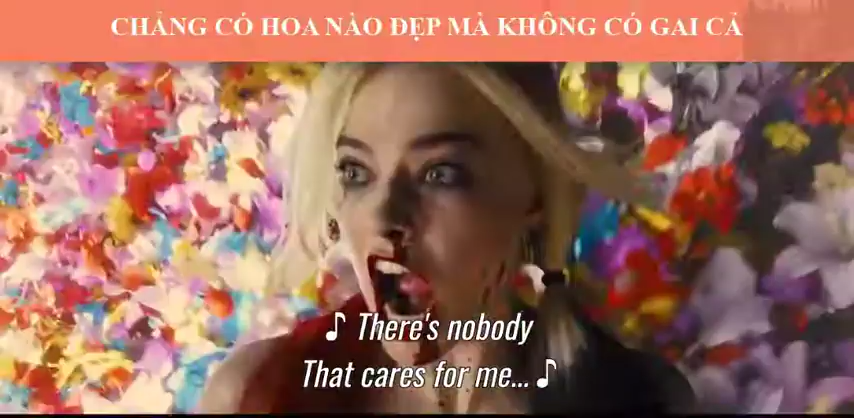 CHẲNG CÓ HOA NÀO ĐẸP MÀ KHÔNG CÓ GAI CẢ
♪ There's nobody
That cares for me... ♪